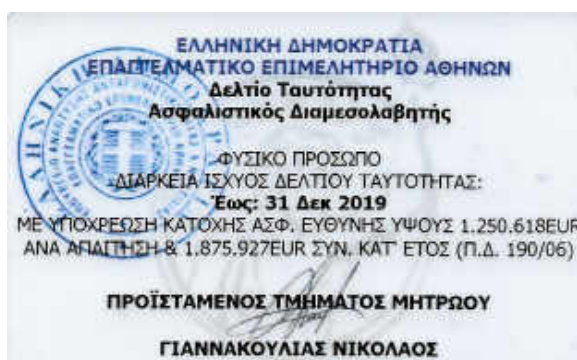 ΕΛΛΗΝΙΚΗ ΔΗΜΟΚΡΑΤΙΑ
ΕΠΑΓΓΕΛΜΑΤΙΚΟ ΕΠΙΜΕΛΗΤΗΡΙΟ ΑΘΗΝΩΝ
Δελτίο Ταυτότητας
Ασφαλιστικός Διαμεσολαβητής
ΦΥΣΙΚΟ ΠΡΟΣΩΠΟ
ΔΙΑΡΚΕΙΑ ΙΣΧΥΟΣ ΔΕΛΤΙΟΥ ΤΑΥΤΟΤΗΤΑΣ:
Έως: 31 Δεκ 2019
ΜΕ ΥΠΟΧΡΕΩΣΗ ΚΑΤΟΧΗΣ ΑΣΦ. ΕΥΘΥΝΗΣ ΥΨΟΥΣ 1.250.618EUR
ΑΝΑ ΑΠΑΙΤΗΣΗ & 1.875.927EUR ΣΥΝ. ΚΑΤ' ΕΤΟΣ (Π.Δ. 190/06)
ΠΡΟΪΣΤΑΜΕΝΟΣ ΤΜΗΜΑΤΟΣ ΜΗΤΡΩΟΥ
ΓΙΑΝΝΑΚΟΥΛΙΑΣ ΝΙΚΟΛΑΟΣ